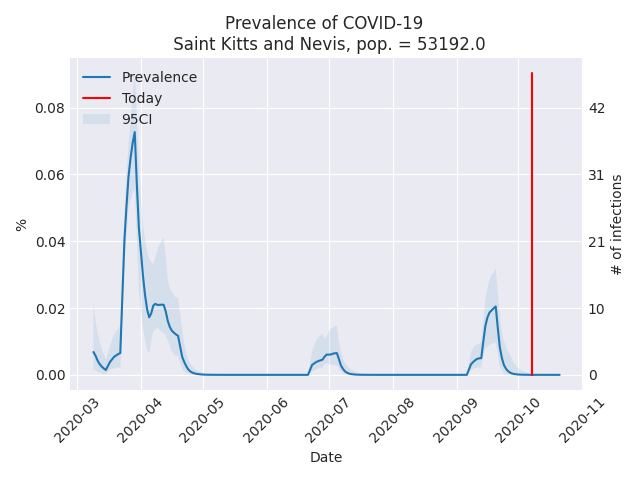 Prevalence of COVID-19
Saint Kitts and Nevis, pop. = 53192.0
Prevalence
Today
95CI
0.08
0.06
0.04
0.02
0.00
%
42
31
21
10
0
# of infections
2020-03
2020-04
2020-05
2020-06
2020-07
2020-08
2020-09
2020-10
2020-11
Date